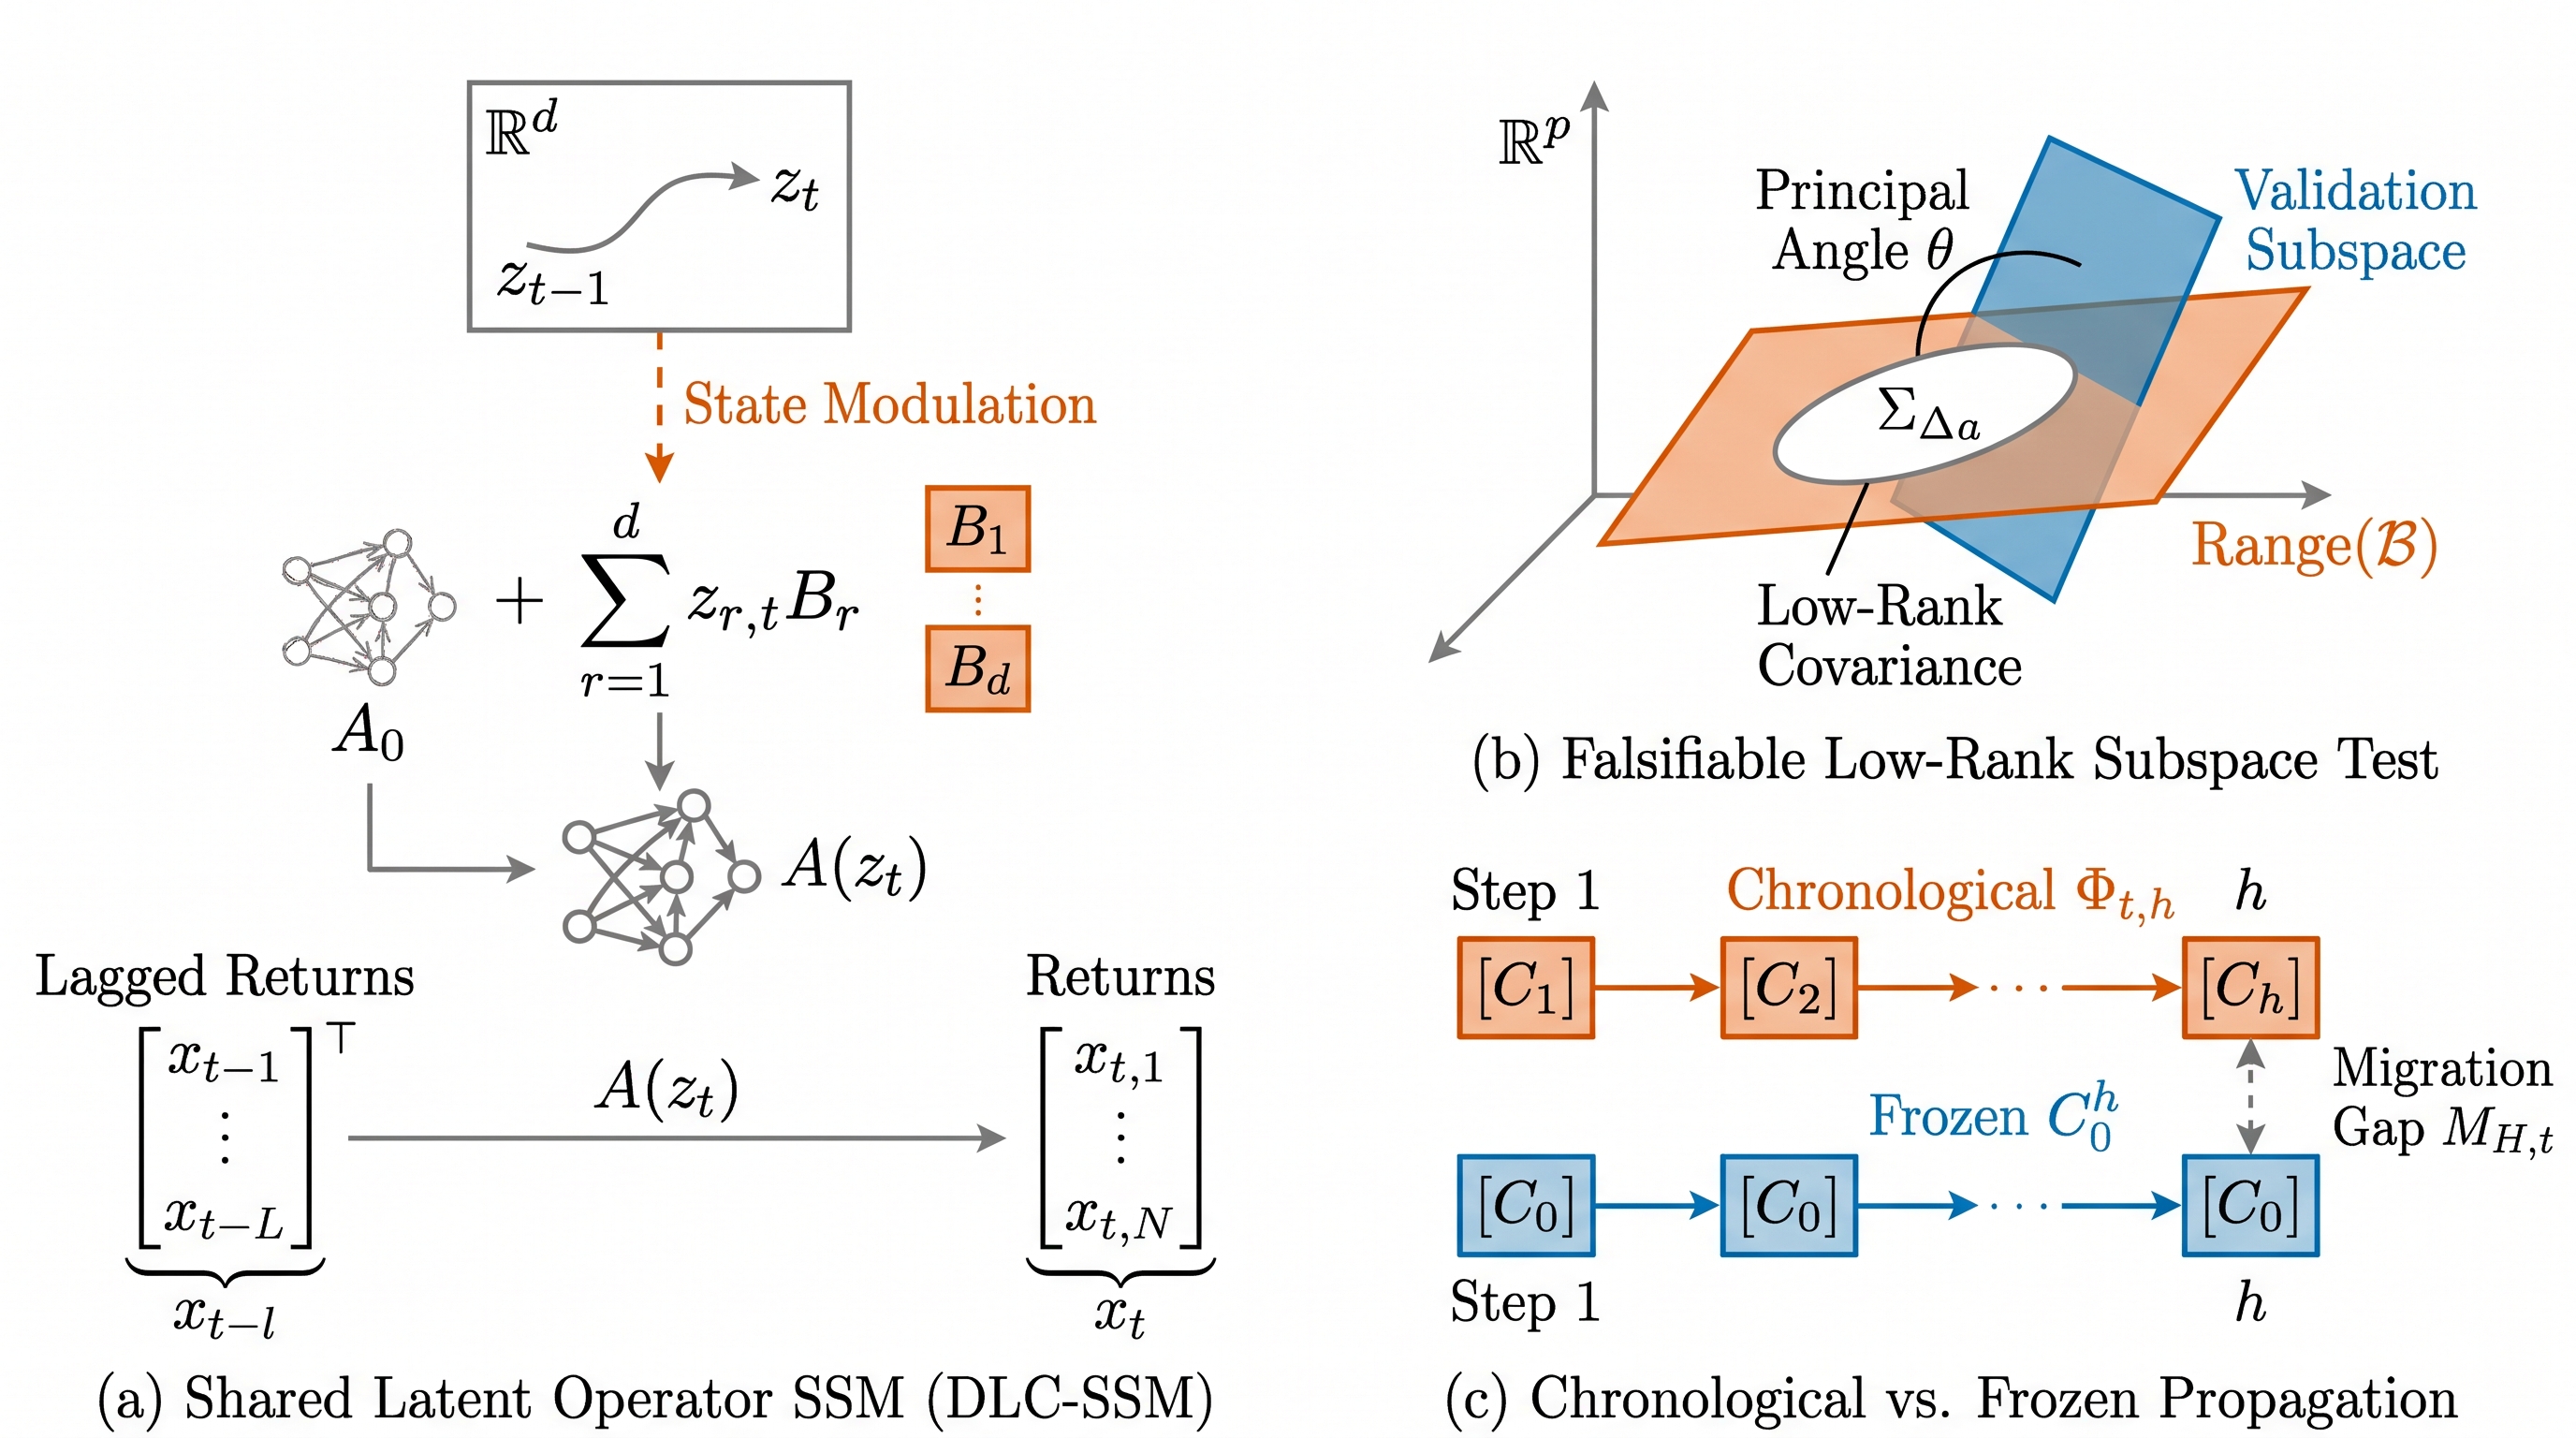 ℝ^d
z_t
z_{t−1}
State Modulation
A_0
+ \sum_{r=1}^{d} z_{r,t} B_r
B_1
⋮
B_d
A(z_t)
Lagged Returns
[x_{t−1} ⋮ x_{t−L}]^⊤
x_{t−l}
A(z_t)
Returns
[x_{t,1} ⋮ x_{t,N}]
x_t
(a) Shared Latent Operator SSM (DLC-SSM)
ℝ^p
Principal
Angle θ
Validation
Subspace
Σ_{Δa}
Range(ℬ)
Low-Rank
Covariance
(b) Falsifiable Low-Rank Subspace Test
Step 1
Chronological Φ_{t,h}
h
[C_1] [C_2] · · · [C_h]
Migration
Gap M_{H,t}
Frozen C_0^h
[C_0] [C_0] · · · [C_0]
Step 1
h
(c) Chronological vs. Frozen Propagation